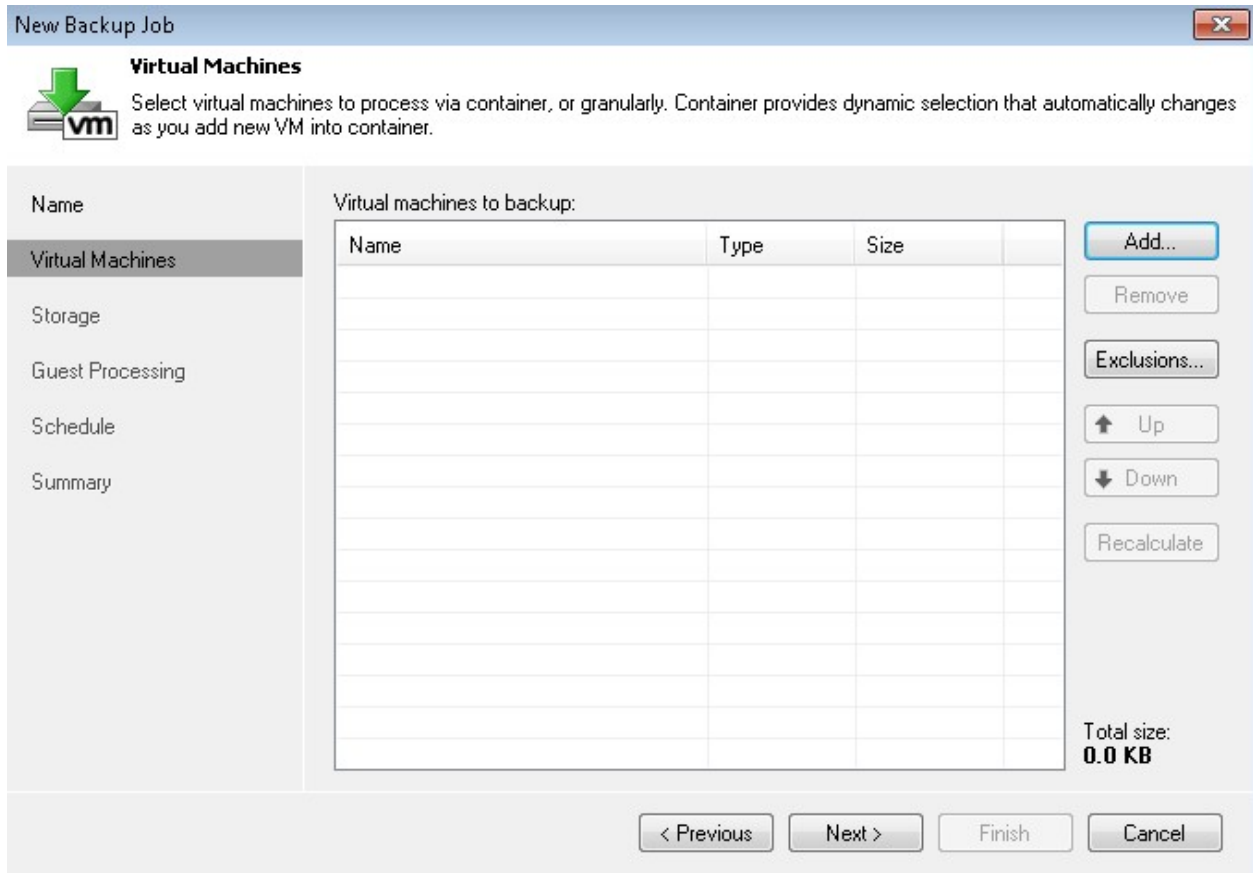 New Backup Job
Virtual Machines
Select virtual machines to process via container, or granularly. Container provides dynamic selection that automatically changes
as you add new VM into container.
vm
Name
Virtual Machines
Storage
Guest Processing
Schedule
Summary
Virtual machines to backup:
Name Type Size
Add...
Remove
Exclusions...
Up
Down
Recalculate
Total size:
0.0 KB
< Previous Next > Finish Cancel